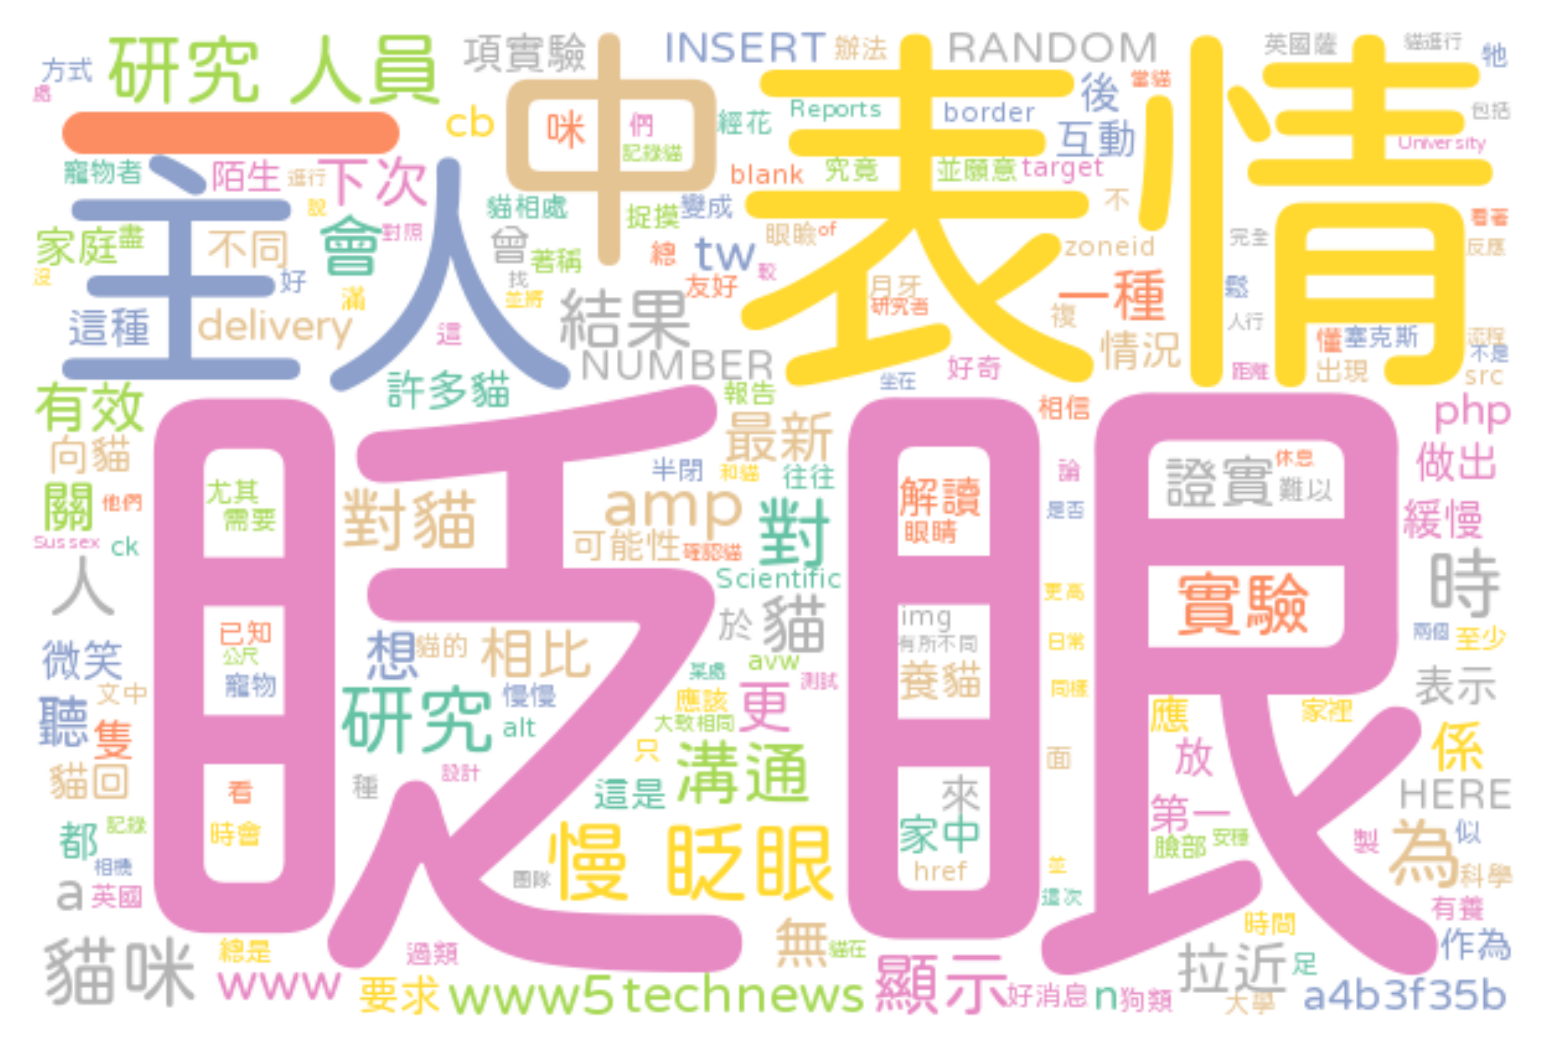 方式
處
研究 人員
項實驗
INSERT
辦法
RANDOM
英國薩
貓進行
牠
中
表情
一
cb
咪
們
記錄貓
經花
Reports
border
後
當貓
互動
包括
University
寵物者
陌生
進行
下次
blank
究竟
並願意
target
主人
說
貓相處
捉摸
變成
不
看著
家庭
盡
不同
會
對照
曾
著稱
總
tw
較
眼瞼
of
zoneid
完全
反應
沒
好
滿
找
並將
友好
月牙
研究者
一種
鬆
這種
delivery
這
結果
複
人行
懂
塞克斯
流程
不是
NUMBER
情況
距離
出現
src
許多貓
報告
坐在
好奇
有效
眨眼
相信
php
向貓
最新
半閉
和貓
往往
論
證實
休息
難以
做出
關
他們
尤其
需要
對貓
amp
對
解讀
眼睛
是否
緩慢
Sussex
ck
可能性
確認貓
Scientific
人
更高
實驗
時
已知
公尺
寵物
想
貓的
相比
於
貓
img
有所不同
養貓
日常
兩個
至少
微笑
文中
avw
某處
測試
同樣
表示
聽
隻
研究
慢慢
alt
應該
大致相同
更
應
家裡
係
貓回
種
設計
只
這是
溝通
面
放
HERE
看
時會
來
家中
href
第一
臉部
安穩
製
似
都
記錄
相機
a
英國
團隊
慢 眨眼
並
這次
為
科學
有養
貓咪
總是
www
過類
要求
www5
technews
無
貓在
顯示
好消息
n
狗類
時間
拉近
足
大學
作為
a4b3f35b